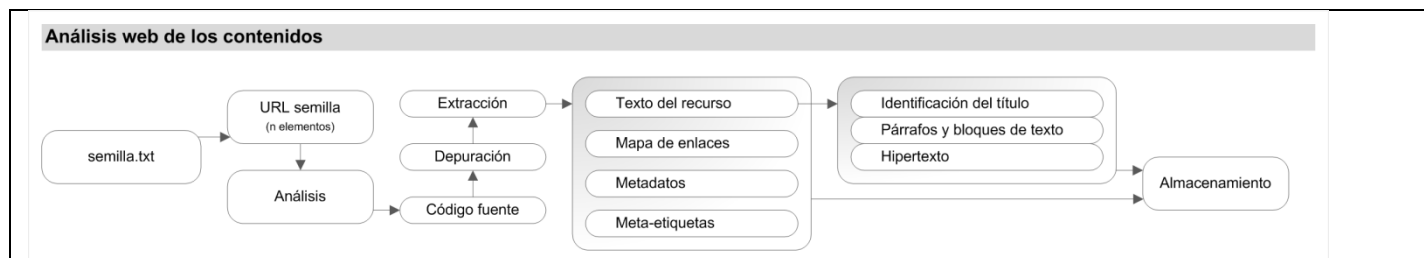 Análisis web de los contenidos
semilla.txt
URL semilla
(n elementos)
Análisis
Extracción
Depuración
Código fuente
Texto del recurso
Mapa de enlaces
Metadatos
Meta-etiquetas
Identificación del título
Párrafos y bloques de texto
Hipertexto
Almacenamiento